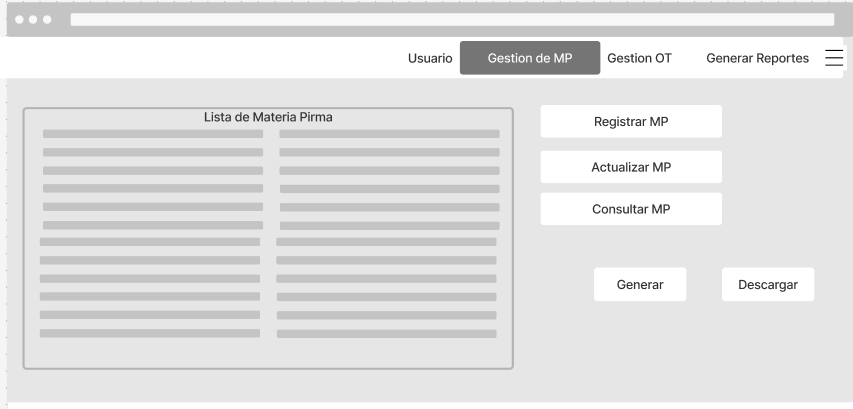 Usuario Gestion de MP Gestion OT Generar Reportes
Lista de Materia Pirma
Registrar MP
Actualizar MP
Consultar MP
Generar Descargar